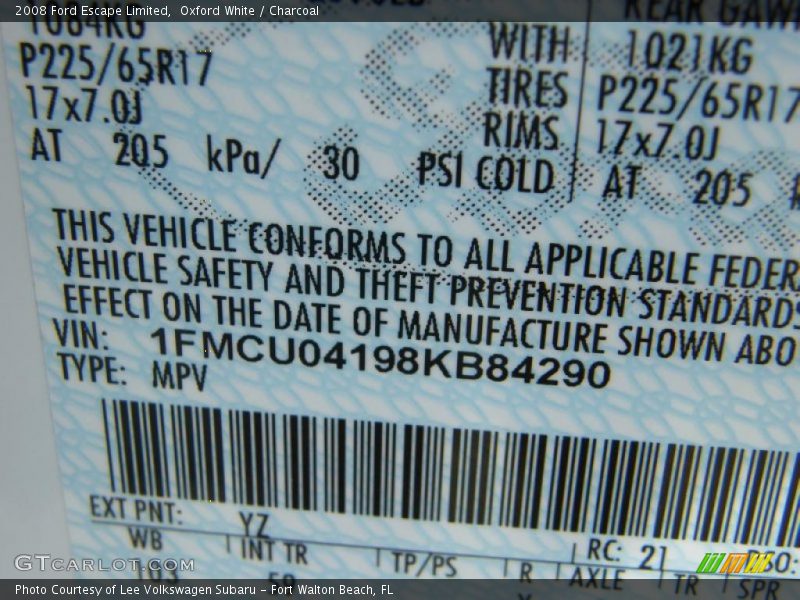 2008 Ford Escape Limited, Oxford White / Charcoal
1084KG
WITH 1021KG
P225/65R17 TIRES P225/65R17
17x7.0J RIMS 17x7.0J
AT 205 kPa/ 30 PSI COLD AT 205
THIS VEHICLE CONFORMS TO ALL APPLICABLE FEDERA
VEHICLE SAFETY AND THEFT PREVENTION STANDARDS
EFFECT ON THE DATE OF MANUFACTURE SHOWN ABO
VIN: 1FMCU04198KB84290
TYPE: MPV
EXT PNT: YZ RC: 21 DSO:
WB INT TR TP/PS R AXLE TR SPR
GTCARLOT.COM
Photo Courtesy of Lee Volkswagen Subaru - Fort Walton Beach, FL